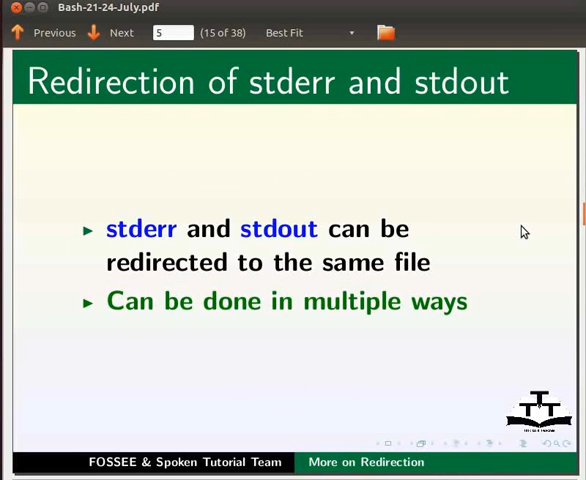 Bash-21-24-July.pdf
Previous Next 5 (15 of 38) Best Fit
Redirection of stderr and stdout
stderr and stdout can be
redirected to the same file
Can be done in multiple ways
FOSSEE & Spoken Tutorial Team More on Redirection